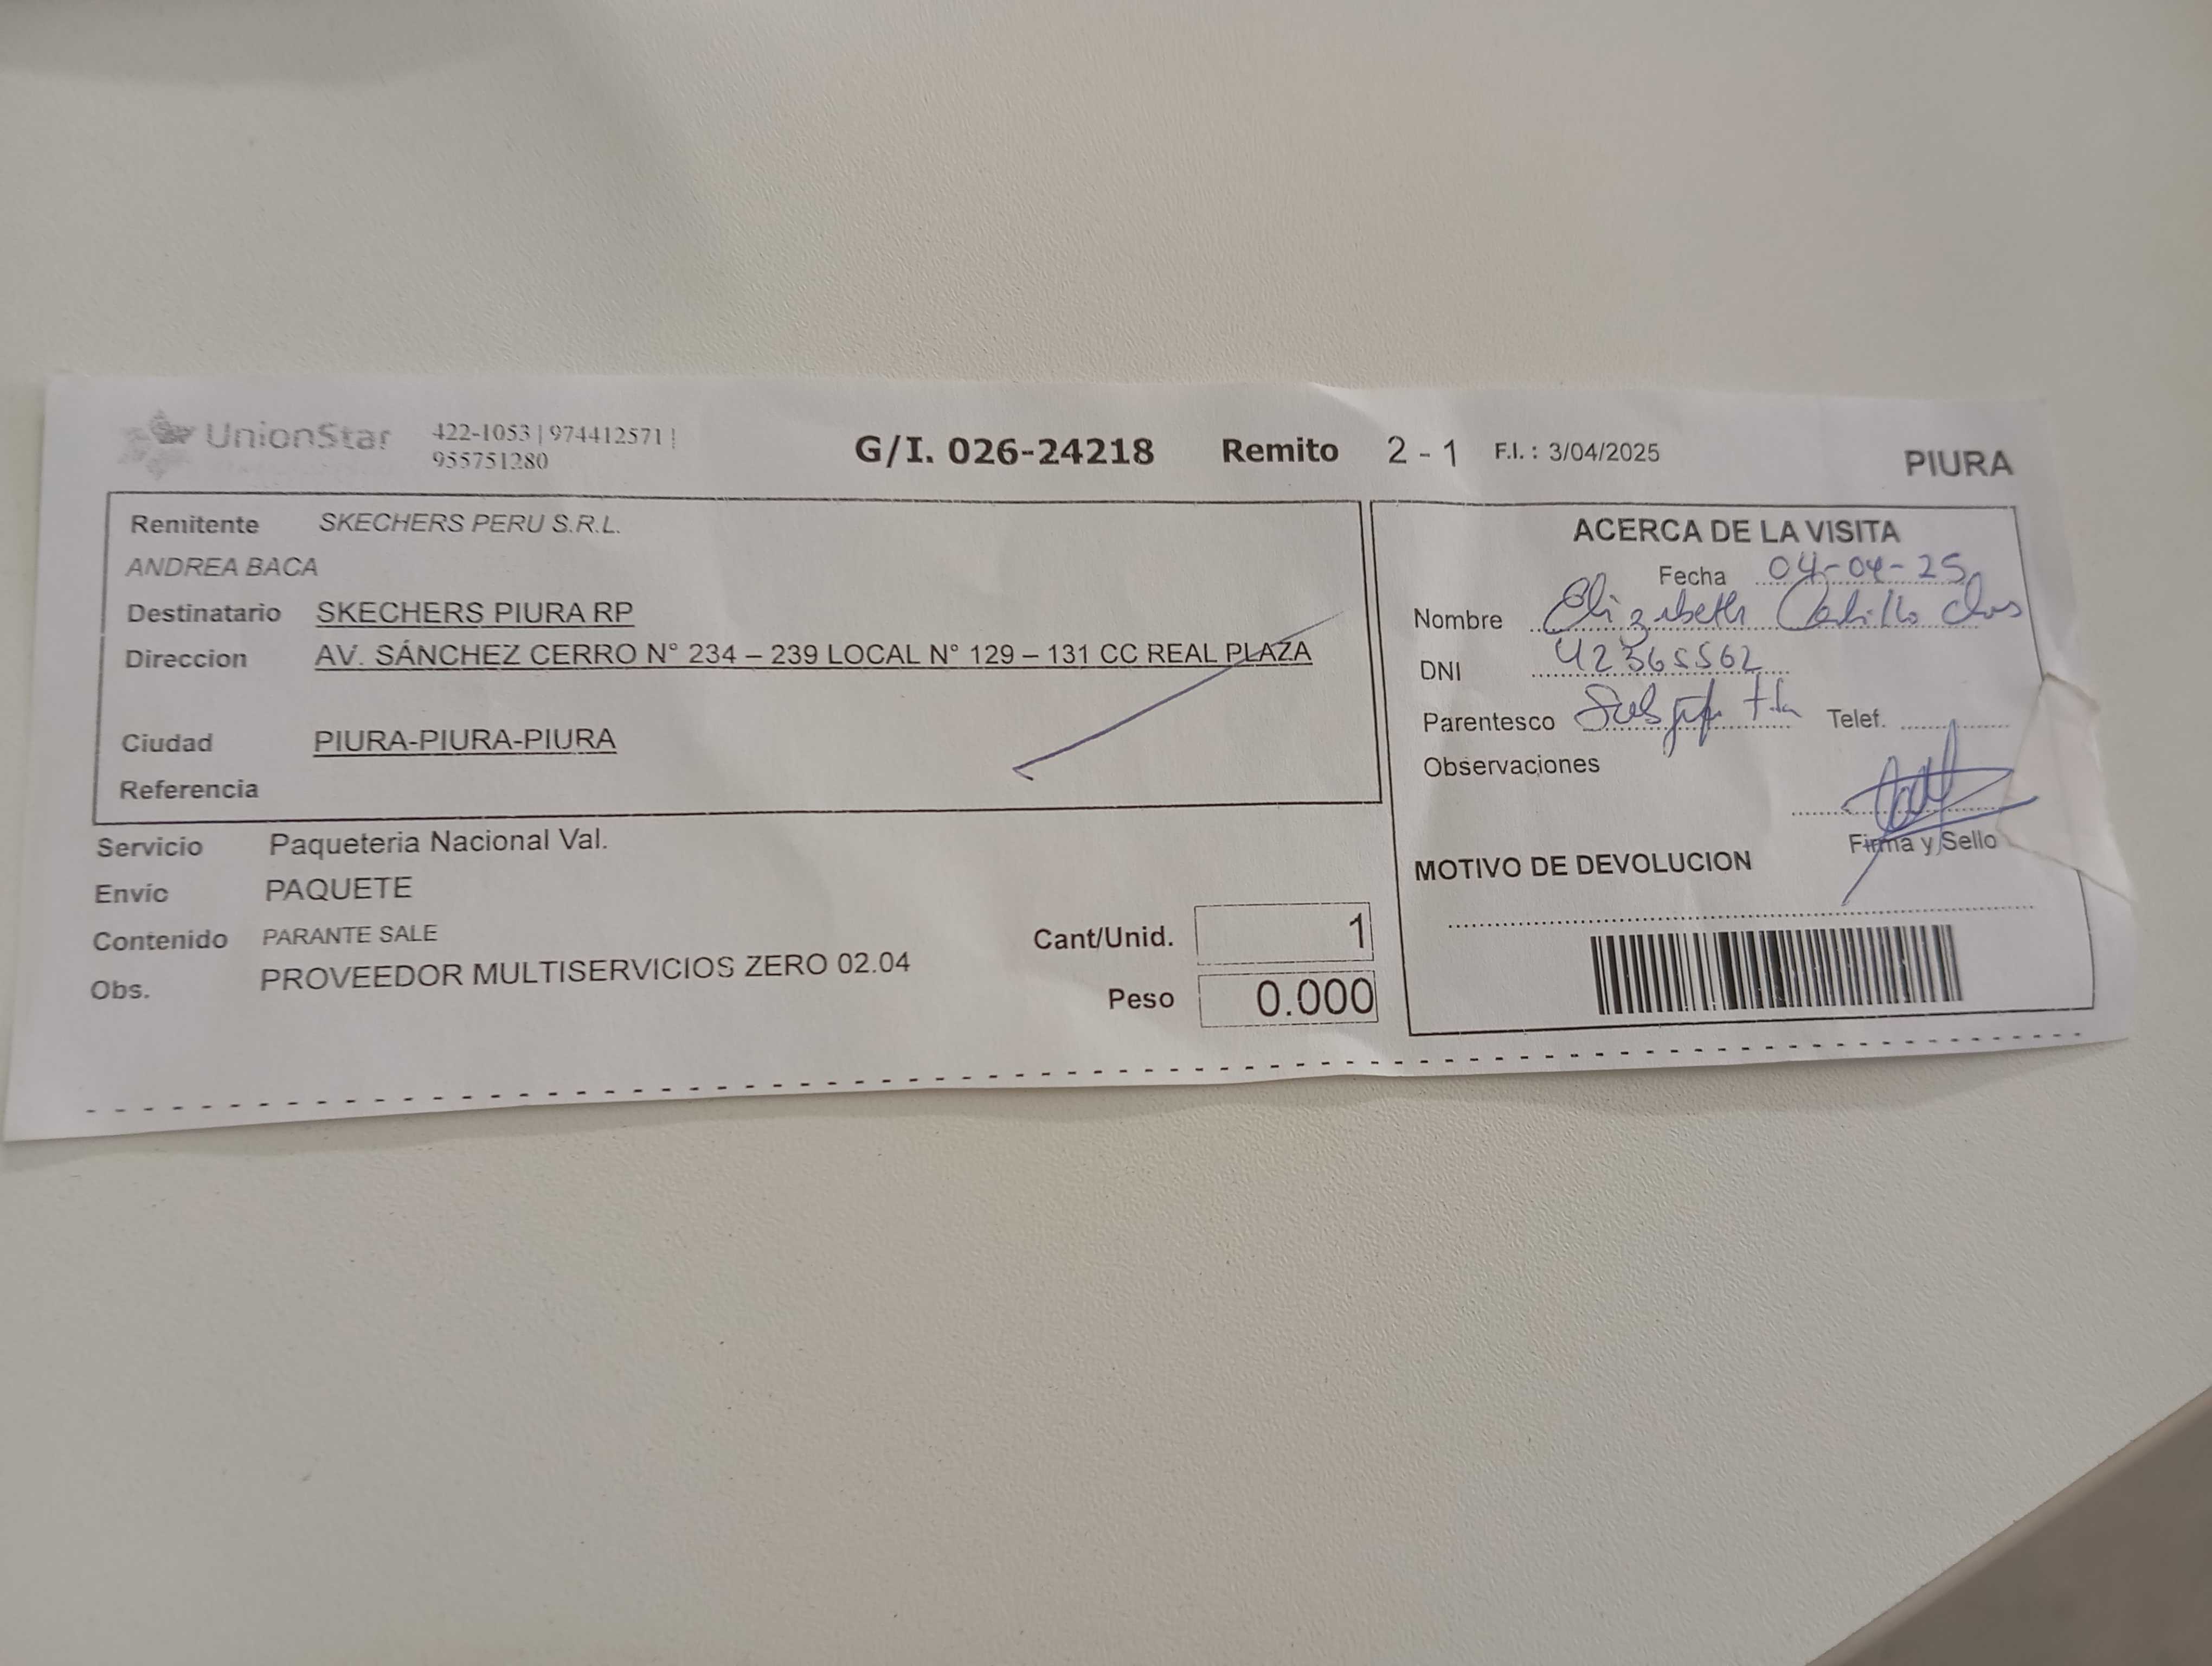 UnionStar 422-1053 | 974412571 |
955751280
G/I. 026-24218 Remito 2 - 1 F.I. : 3/04/2025 PIURA
Remitente SKECHERS PERU S.R.L.
ANDREA BACA
Destinatario SKECHERS PIURA RP
Direccion AV. SÁNCHEZ CERRO N° 234 – 239 LOCAL N° 129 – 131 CC REAL PLAZA
Ciudad PIURA-PIURA-PIURA
Referencia
Servicio Paqueteria Nacional Val.
Envío PAQUETE
Contenido PARANTE SALE
Obs. PROVEEDOR MULTISERVICIOS ZERO 02.04
Cant/Unid. 1
Peso 0.000
ACERCA DE LA VISITA
Fecha 04-04-25
Nombre Elizabeth
DNI 42365562
Parentesco Telef.
Observaciones
Firma y Sello
MOTIVO DE DEVOLUCION